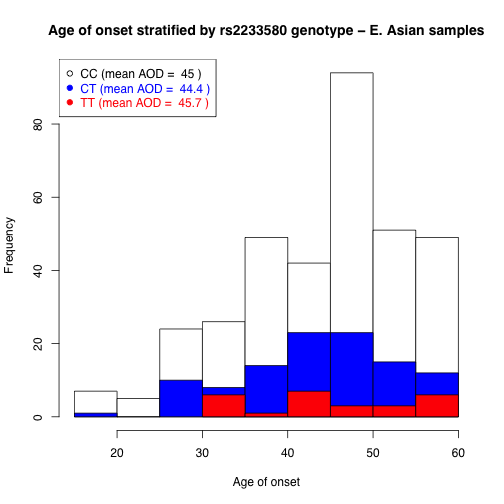 Age of onset stratified by rs2233580 genotype − E. Asian samples
CC (mean AOD =  45 )
CT (mean AOD =  44.4 )
TT (mean AOD =  45.7 )
80
60
40
20
0
Frequency
20 30 40 50 60
Age of onset